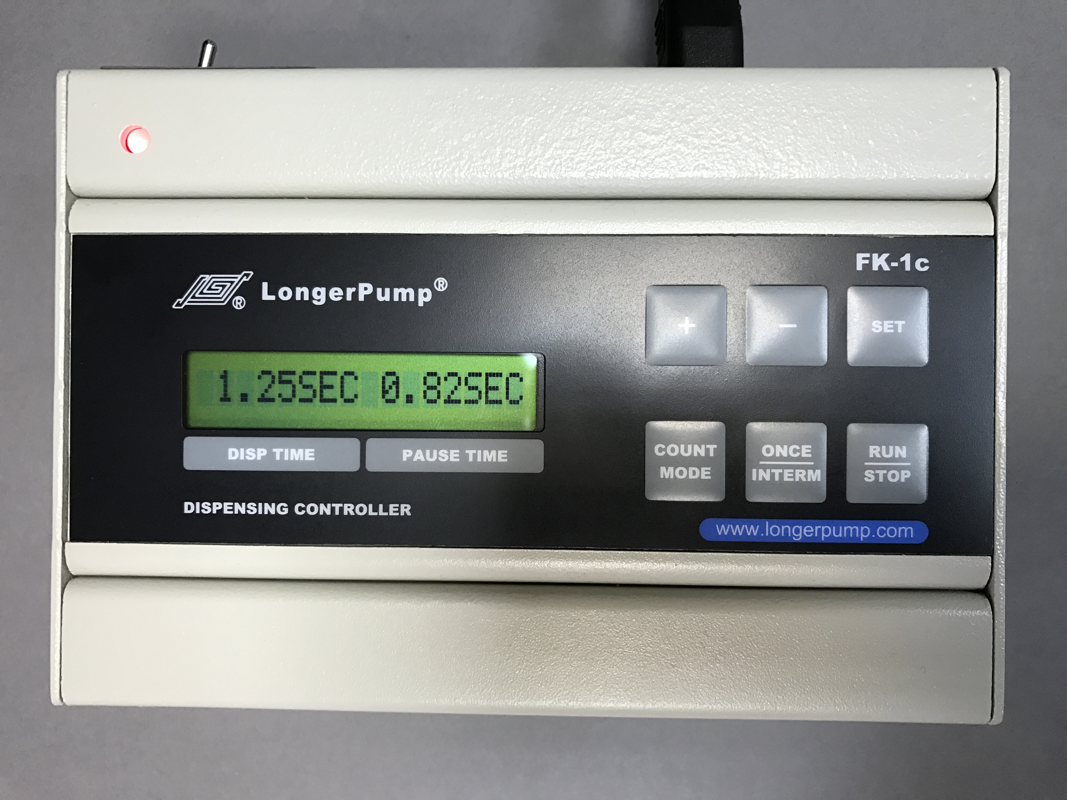 FK-1c
LongerPump®
+ − SET
1.25SEC 0.82SEC
DISP TIME PAUSE TIME
COUNT MODE
ONCE INTERM
RUN STOP
DISPENSING CONTROLLER
www.longerpump.com